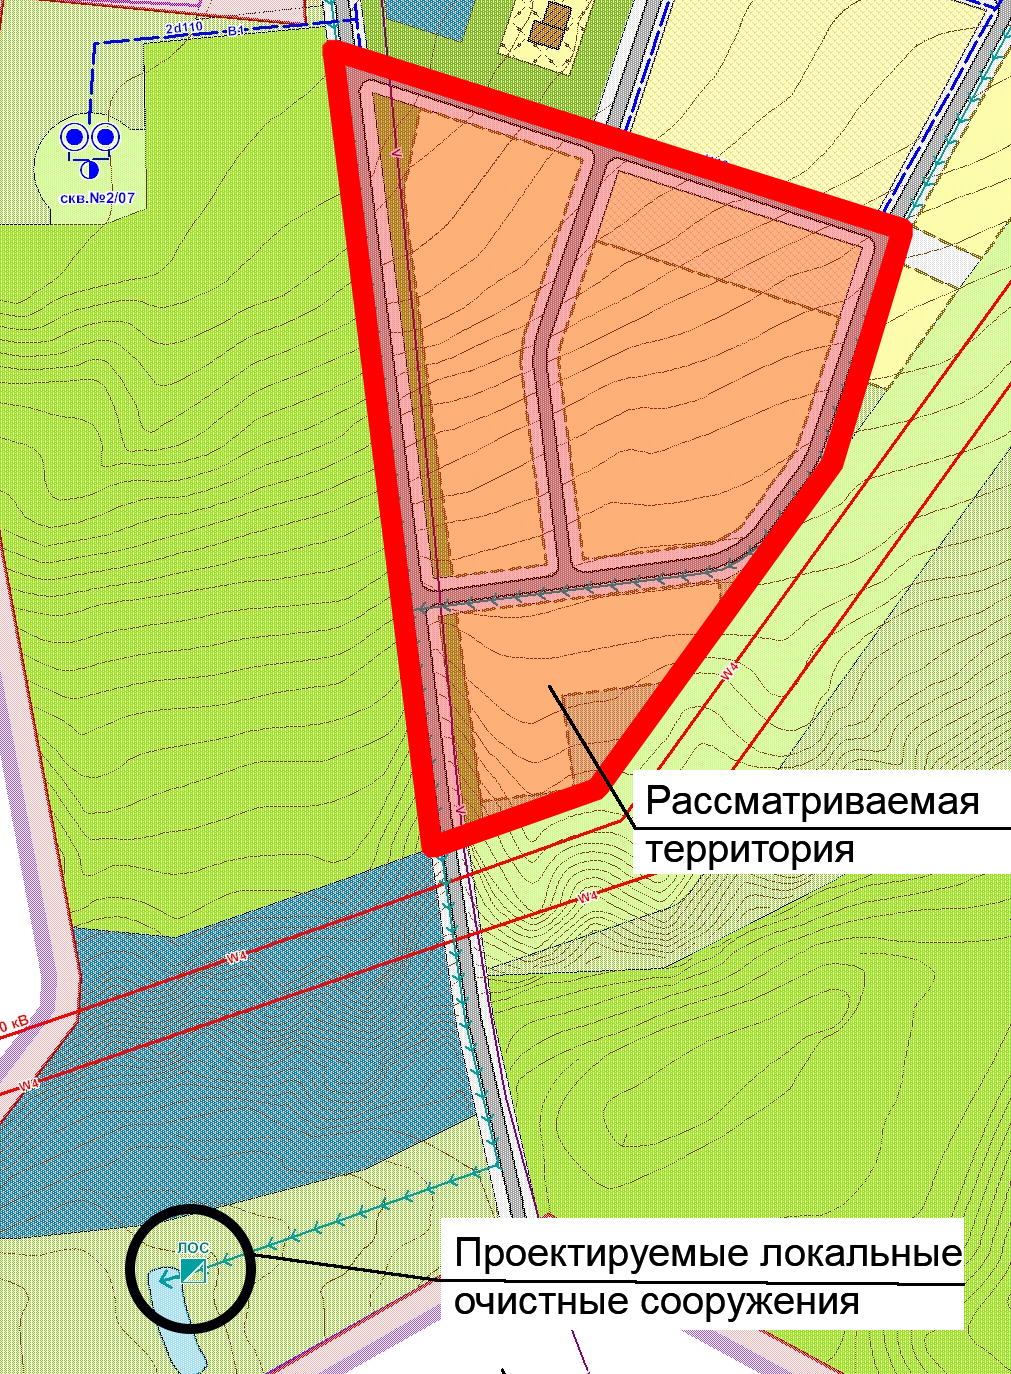 2d110
В1
скв.№2/07
W4
Рассматриваемая
территория
W4
W4
0 кВ
W4
ЛОС
Проектируемые локальные
очистные сооружения